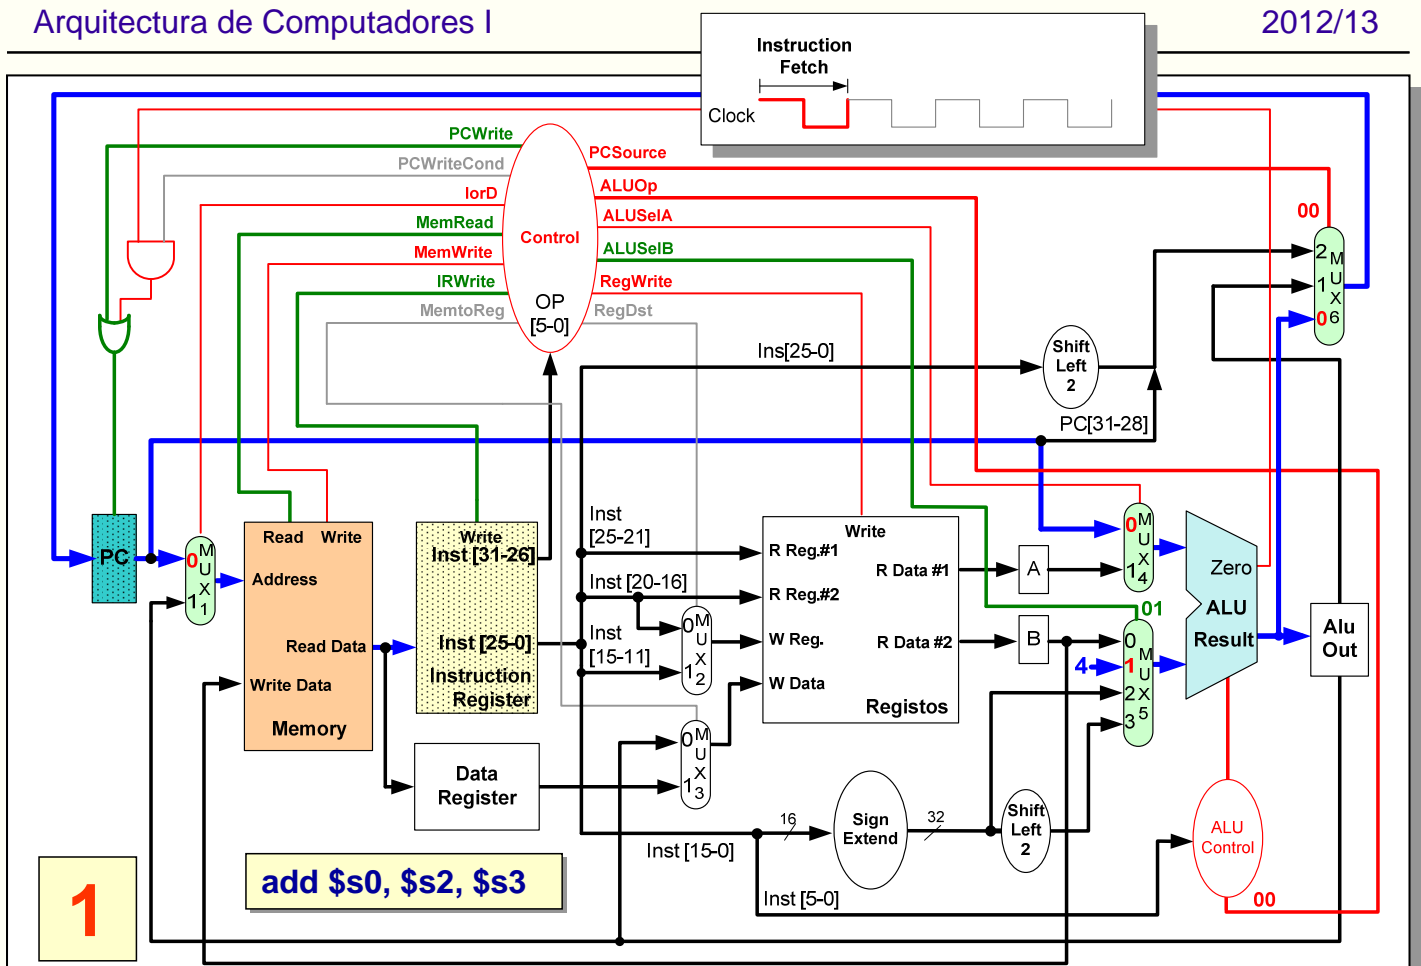 Arquitectura de Computadores I
2012/13
Instruction
Fetch
Clock
PCWrite
PCWriteCond
IorD
MemRead
MemWrite
IRWrite
MemtoReg
Control
OP
[5-0]
PCSource
ALUOp
ALUSelA
ALUSelB
RegWrite
RegDst
00
2
1
0
M
U
X
6
Ins[25-0]
Shift
Left
2
PC[31-28]
PC
0
1
M
U
X
1
Read Write
Address
Read Data
Write Data
Memory
Write
Inst [31-26]
Inst [25-0]
Instruction
Register
Data
Register
Inst
[25-21]
Inst [20-16]
Inst
[15-11]
0
1
M
U
X
2
0
1
M
U
X
3
Write
R Reg.#1
R Reg.#2
W Reg.
W Data
R Data #1
R Data #2
Registos
A
B
0
1
M
U
X
4
01
4
0
1
2
3
M
U
X
5
Zero
ALU
Result
Alu
Out
16
Sign
Extend
32
Shift
Left
2
Inst [15-0]
Inst [5-0]
ALU
Control
00
1
add $s0, $s2, $s3